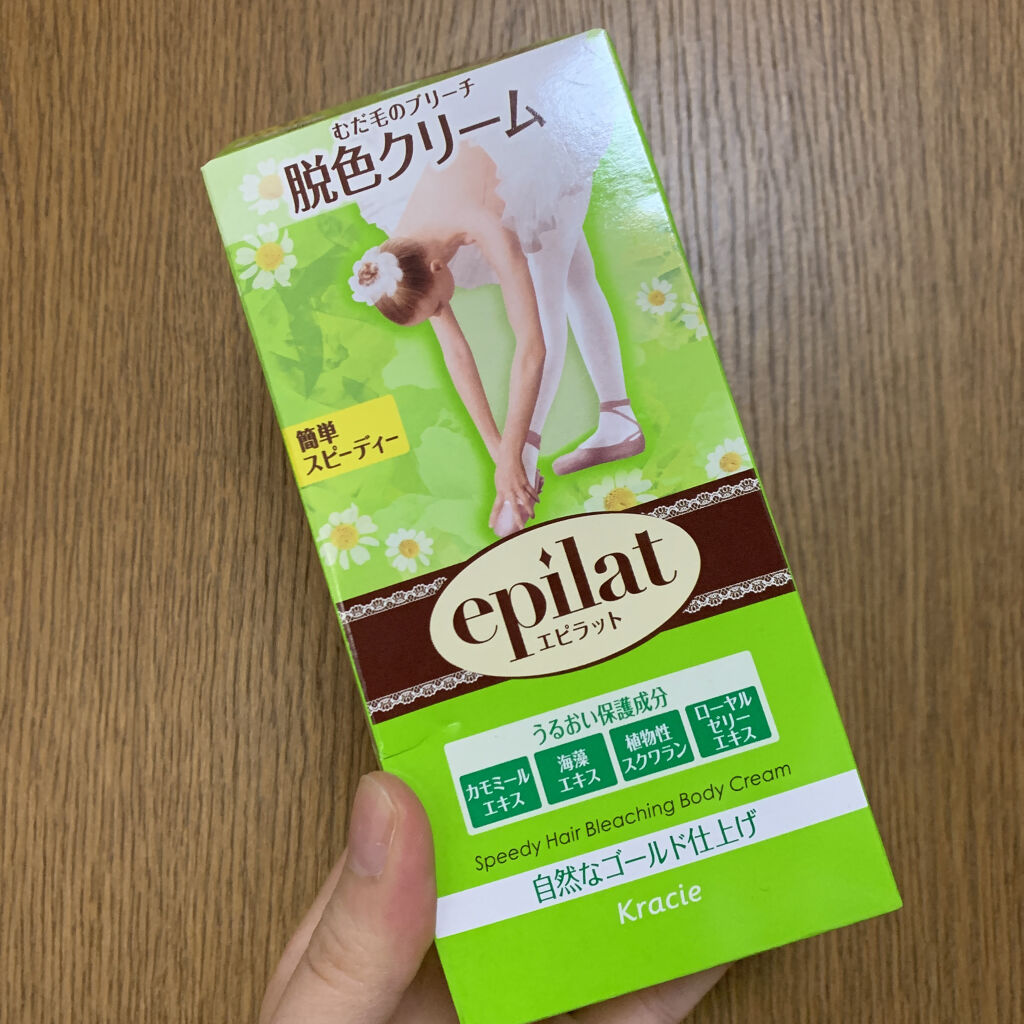 むだ毛のブリーチ
脱色クリーム
簡単
スピーディー
epilat
エピラット
うるおい保護成分
カモミール
エキス
海藻
エキス
植物性
スクワラン
ローヤル
ゼリー
エキス
Speedy Hair Bleaching Body Cream
自然なゴールド仕上げ
Kracie